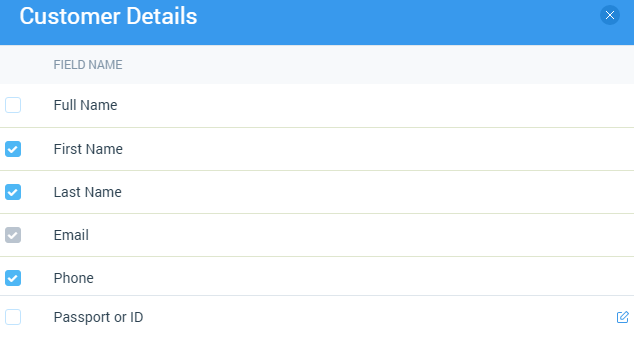 Customer Details
FIELD NAME
Full Name
First Name
Last Name
Email
Phone
Passport or ID